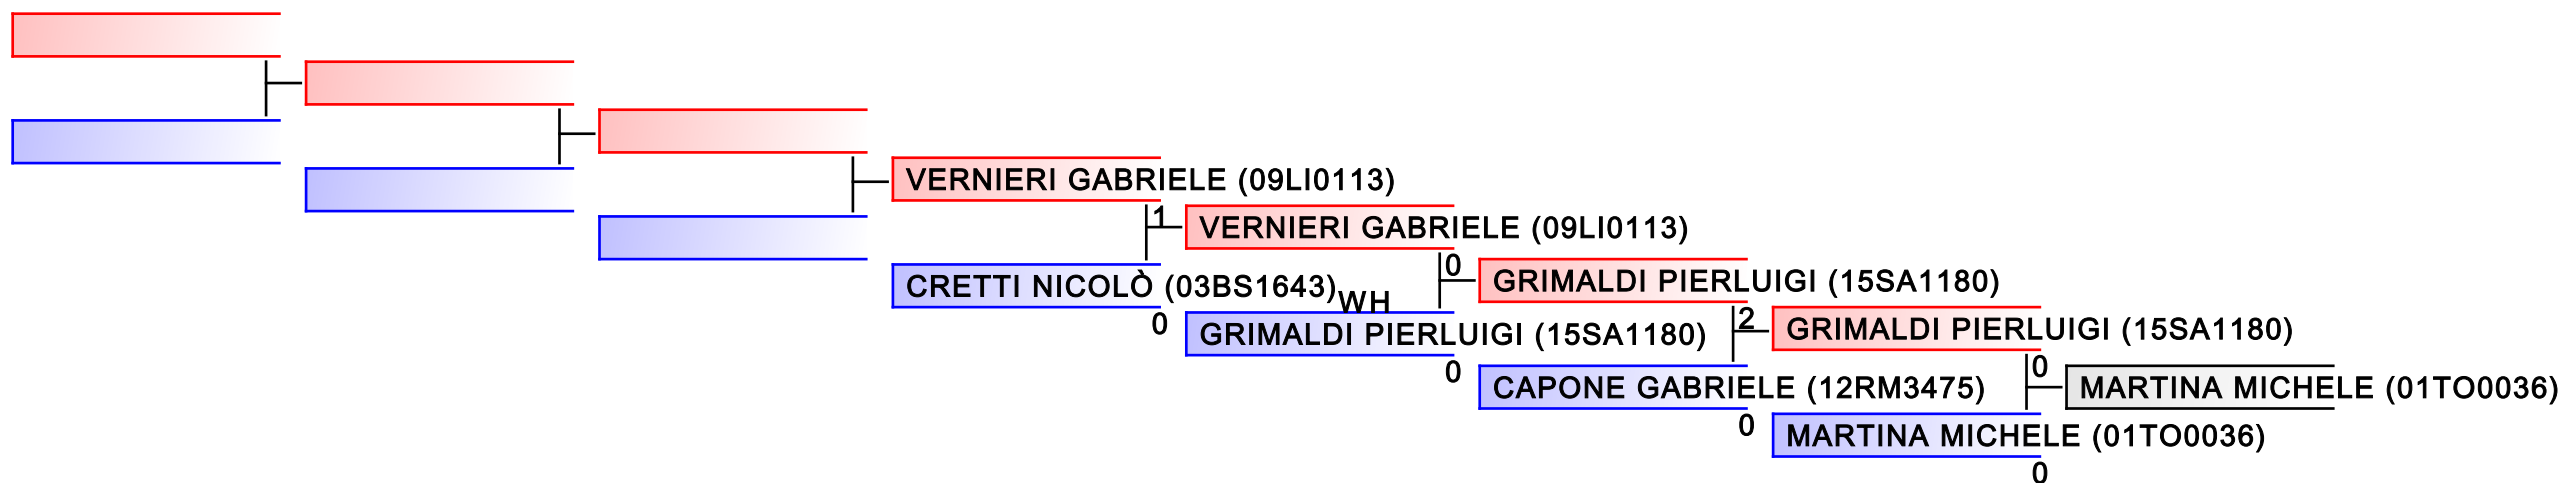 VERNIERI GABRIELE (09LI0113)
1
VERNIERI GABRIELE (09LI0113)
CRETTI NICOLÒ (03BS1643)
WH
0
0
GRIMALDI PIERLUIGI (15SA1180)
GRIMALDI PIERLUIGI (15SA1180)
0
2
GRIMALDI PIERLUIGI (15SA1180)
CAPONE GABRIELE (12RM3475)
0
0
MARTINA MICHELE (01TO0036)
MARTINA MICHELE (01TO0036)
0